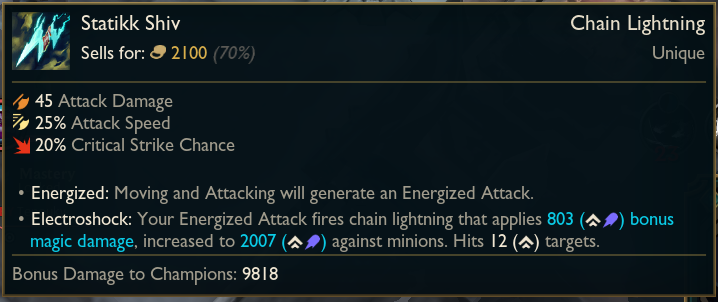 Statikk Shiv
Chain Lightning
Sells for: 2100 (70%)
Unique
45 Attack Damage
25% Attack Speed
20% Critical Strike Chance
• Energized: Moving and Attacking will generate an Energized Attack.
• Electroshock: Your Energized Attack fires chain lightning that applies 803 ( ) bonus
magic damage, increased to 2007 ( ) against minions. Hits 12 ( ) targets.
Bonus Damage to Champions: 9818